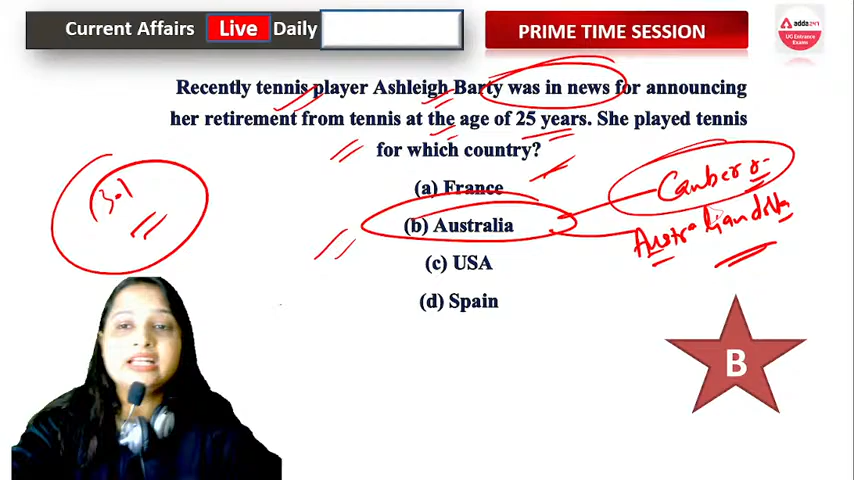 Current Affairs Live Daily
PRIME TIME SESSION
adda247
UG Entrance
Exams
Recently tennis player Ashleigh Barty was in news for announcing
her retirement from tennis at the age of 25 years. She played tennis
for which country?
(a) France
(b) Australia
(c) USA
(d) Spain
Australian
B